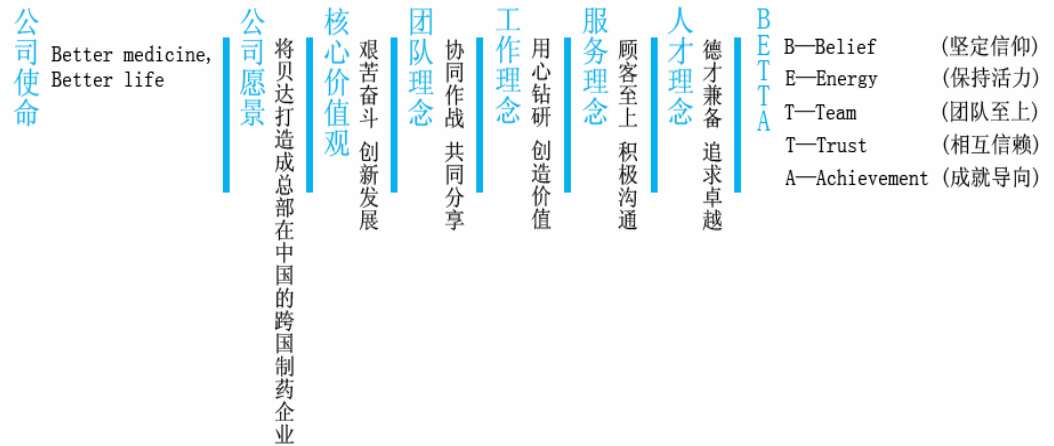 公司使命
Better medicine,
Better life
公司愿景
将贝达打造成总部在中国的跨国制药企业
核心价值观
艰苦奋斗 创新发展
团队理念
协同作战 共同分享
工作理念
用心钻研 创造价值
服务理念
顾客至上 积极沟通
人才理念
德才兼备 追求卓越
BETTA
B—Belief (坚定信仰)
E—Energy (保持活力)
T—Team (团队至上)
T—Trust (相互信赖)
A—Achievement (成就导向)